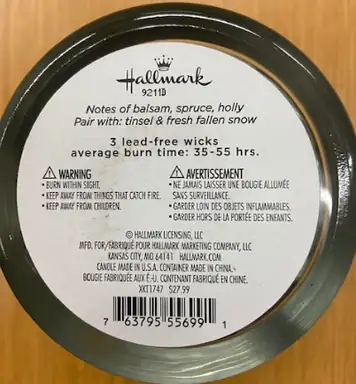 Hallmark
9211D
Notes of balsam, spruce, holly
Pair with: tinsel & fresh fallen snow
3 lead-free wicks
average burn time: 35-55 hrs.
⚠ WARNING
• BURN WITHIN SIGHT.
• KEEP AWAY FROM THINGS THAT CATCH FIRE.
• KEEP AWAY FROM CHILDREN.
⚠ AVERTISSEMENT
• NE JAMAIS LAISSER UNE BOUGIE ALLUMÉE
SANS SURVEILLANCE.
• GARDER LOIN DES OBJETS INFLAMMABLES.
• GARDER HORS DE LA PORTÉE DES ENFANTS.
© HALLMARK LICENSING, LLC
MFD. FOR/FABRIQUÉ POUR HALLMARK MARKETING COMPANY, LLC
KANSAS CITY, MO 64141 HALLMARK.COM
CANDLE MADE IN U.S.A. CONTAINER MADE IN CHINA.
BOUGIE FABRIQUÉE AUX É.-U. CONTENANT FABRIQUÉ EN CHINE.
XKT1747 $27.99
7 63795 55699 1